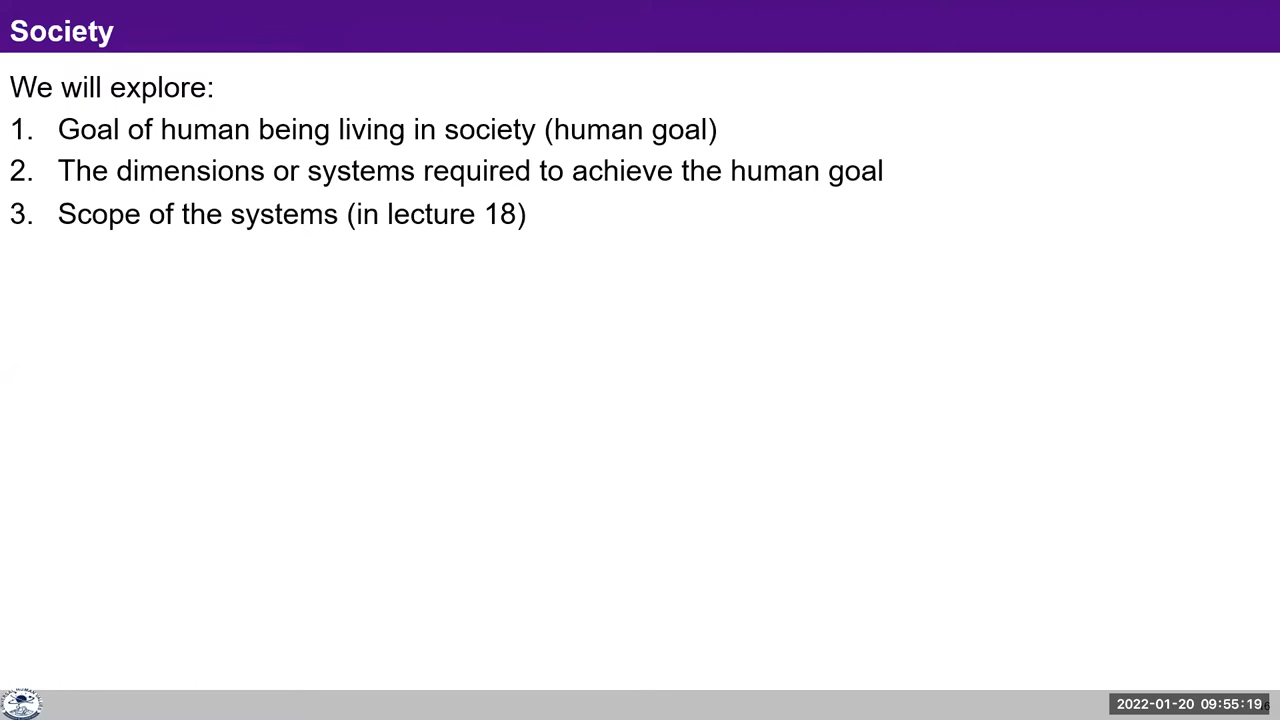 Society
We will explore:
1. Goal of human being living in society (human goal)
2. The dimensions or systems required to achieve the human goal
3. Scope of the systems (in lecture 18)
2022-01-20 09:55:19